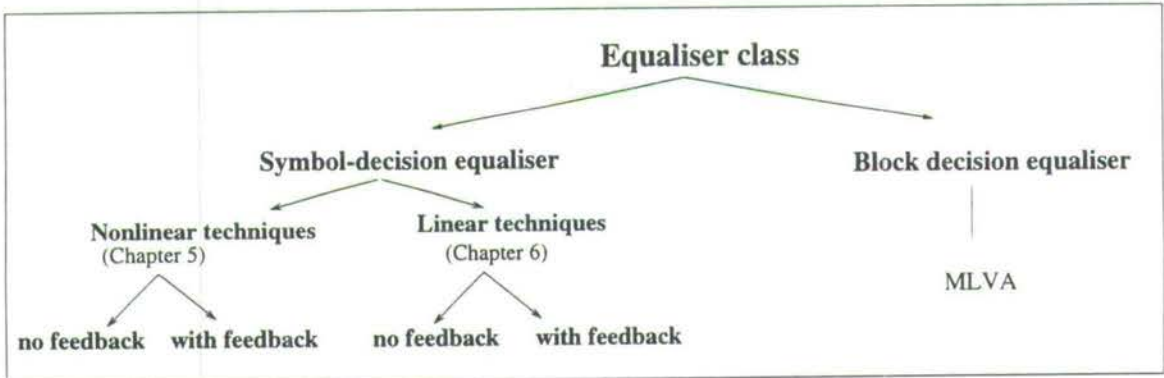 Equaliser class
Symbol-decision equaliser
Block decision equaliser
Nonlinear techniques
(Chapter 5)
Linear techniques
(Chapter 6)
MLVA
no feedback
with feedback
no feedback
with feedback